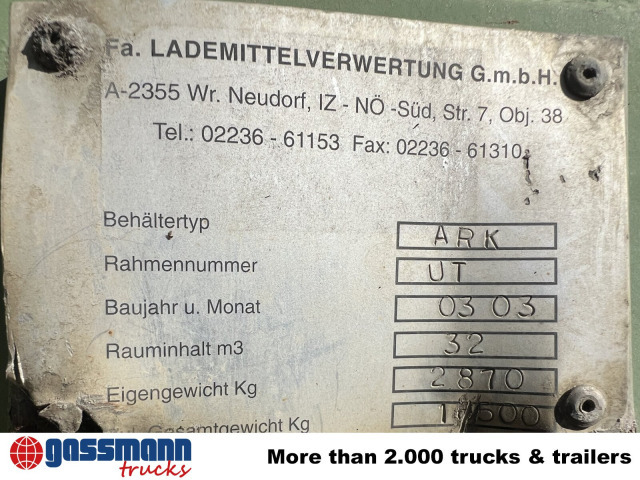 Fa. LADEMITTELVERWERTUNG G.m.b.H.
A-2355 Wr. Neudorf, IZ - NÖ -Süd, Str. 7, Obj. 38
Tel.: 02236 - 61153 Fax: 02236 - 61310
Behältertyp ARK
Rahmennummer UT
Baujahr u. Monat 03 03
Rauminhalt m3 32
Eigengewicht Kg 2870
Gesamtgewicht Kg
gassmann trucks
More than 2.000 trucks & trailers